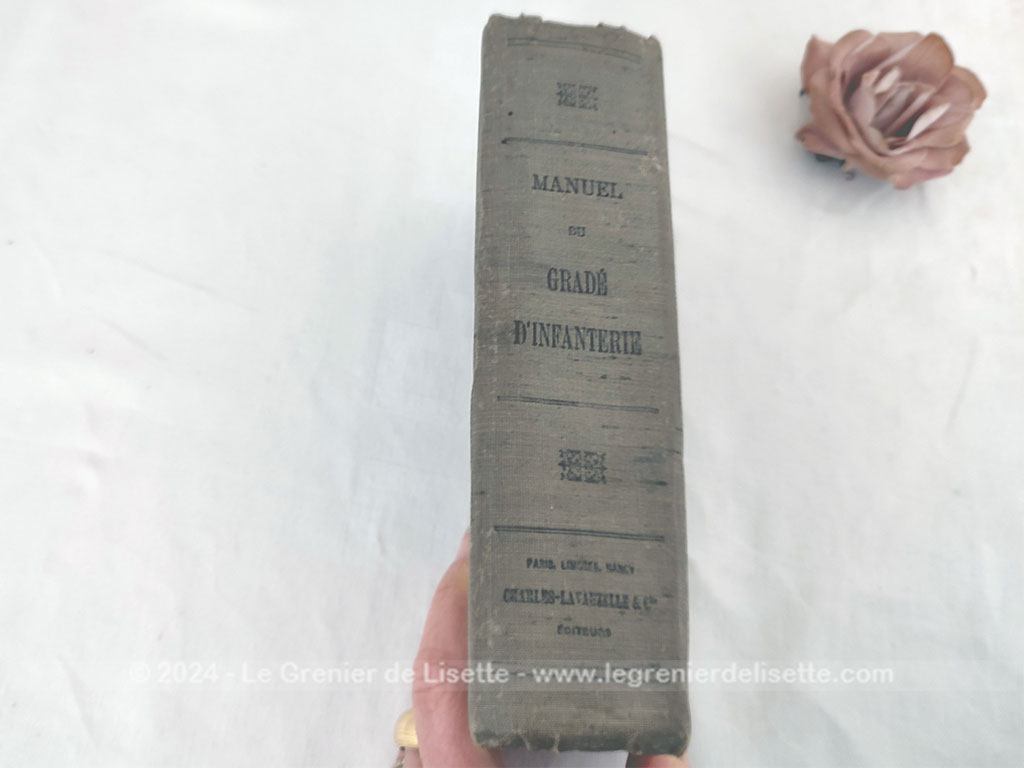 MANUEL
DU
GRADÉ
D'INFANTERIE
PARIS, LIMOGES, NANCY
CHARLES-LAVAUZELLE & Cie
ÉDITEURS
© 2024 - Le Grenier de Lisette - www.legrenierdelisette.com